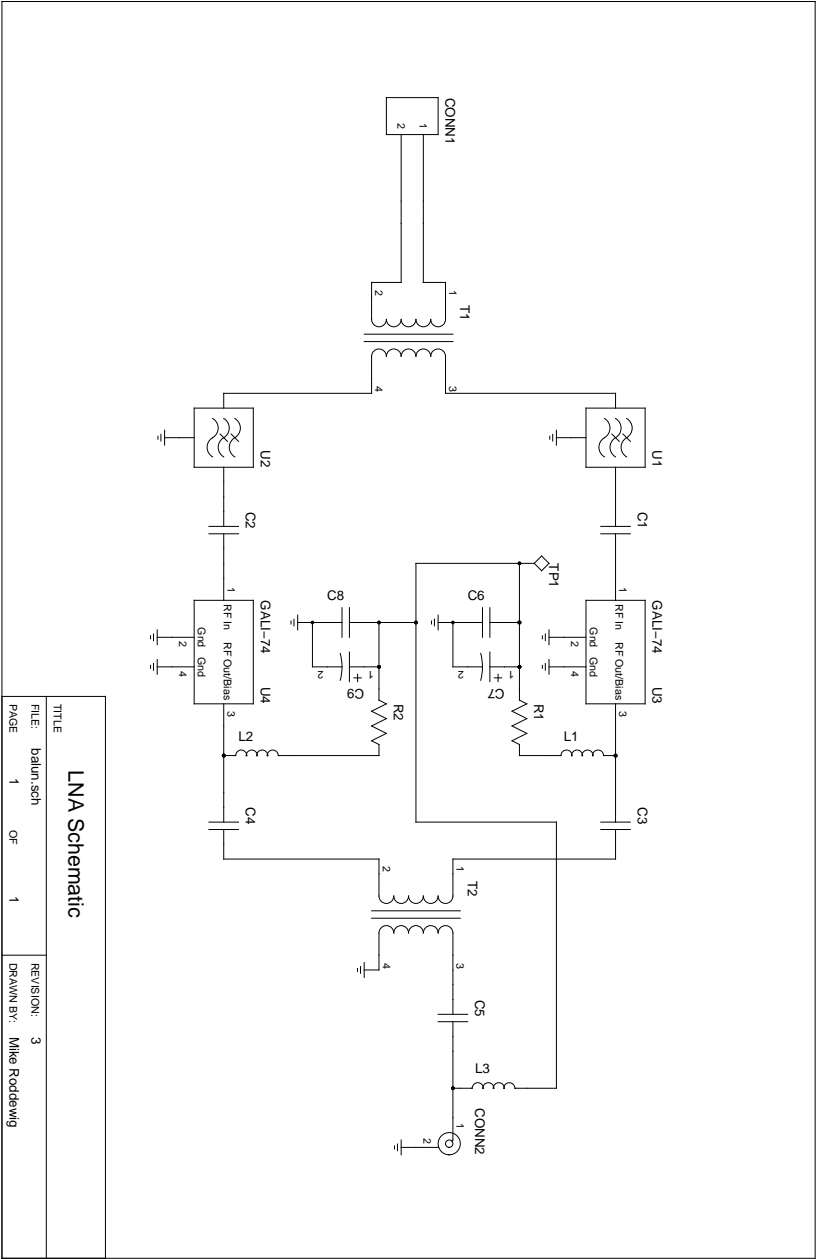 CONN1
1
2
T1
1
2
3
4
U1
U2
C1
C2
TP1
GALI-74
U3
1
RF In
RF Out/Bias
Gnd
Gnd
2
4
3
GALI-74
U4
1
RF In
RF Out/Bias
Gnd
Gnd
2
4
3
C6
C7
+
1
2
R1
L1
C8
C9
+
1
2
R2
L2
C3
C4
T2
1
2
3
4
C5
L3
CONN2
1
2
TITLE
LNA Schematic
FILE: balun.sch
REVISION: 3
PAGE 1 OF 1
DRAWN BY: Mike Roddewig